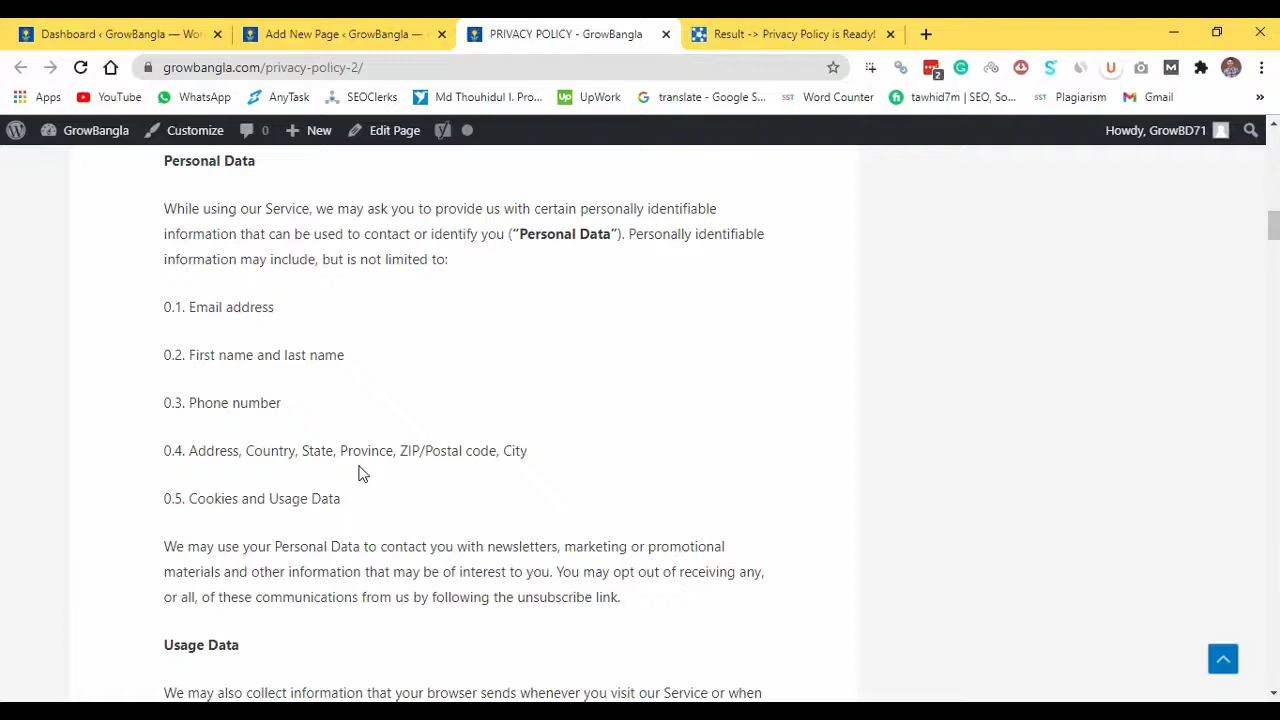 Dashboard ‹ GrowBangla — Wor
Add New Page ‹ GrowBangla —
PRIVACY POLICY - GrowBangla
Result -> Privacy Policy is Ready!
growbangla.com/privacy-policy-2/
2
Apps
YouTube
WhatsApp
AnyTask
SEOClerks
Md Thouhidul I. Pro...
UpWork
translate - Google S...
SST Word Counter
tawhid7m | SEO, So...
SST Plagiarism
Gmail
»
GrowBangla
Customize
0
New
Edit Page
Howdy, GrowBD71
Personal Data
While using our Service, we may ask you to provide us with certain personally identifiable
information that can be used to contact or identify you (“Personal Data”). Personally identifiable
information may include, but is not limited to:
0.1. Email address
0.2. First name and last name
0.3. Phone number
0.4. Address, Country, State, Province, ZIP/Postal code, City
0.5. Cookies and Usage Data
We may use your Personal Data to contact you with newsletters, marketing or promotional
materials and other information that may be of interest to you. You may opt out of receiving any,
or all, of these communications from us by following the unsubscribe link.
Usage Data
We may also collect information that your browser sends whenever you visit our Service or when